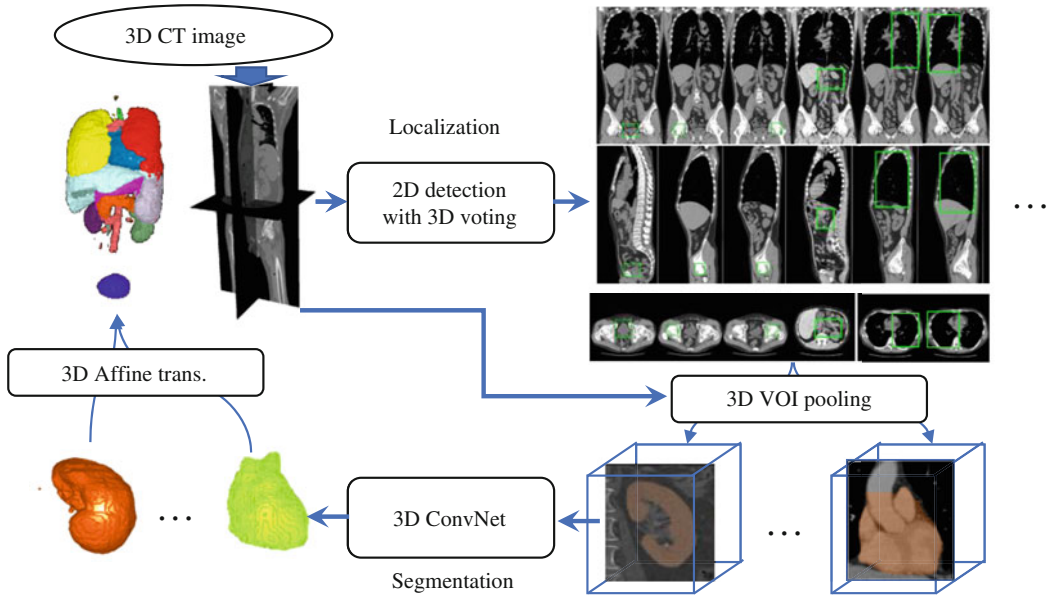 3D CT image
Localization
2D detection
with 3D voting
...
3D Affine trans.
3D VOI pooling
...
3D ConvNet
...
Segmentation